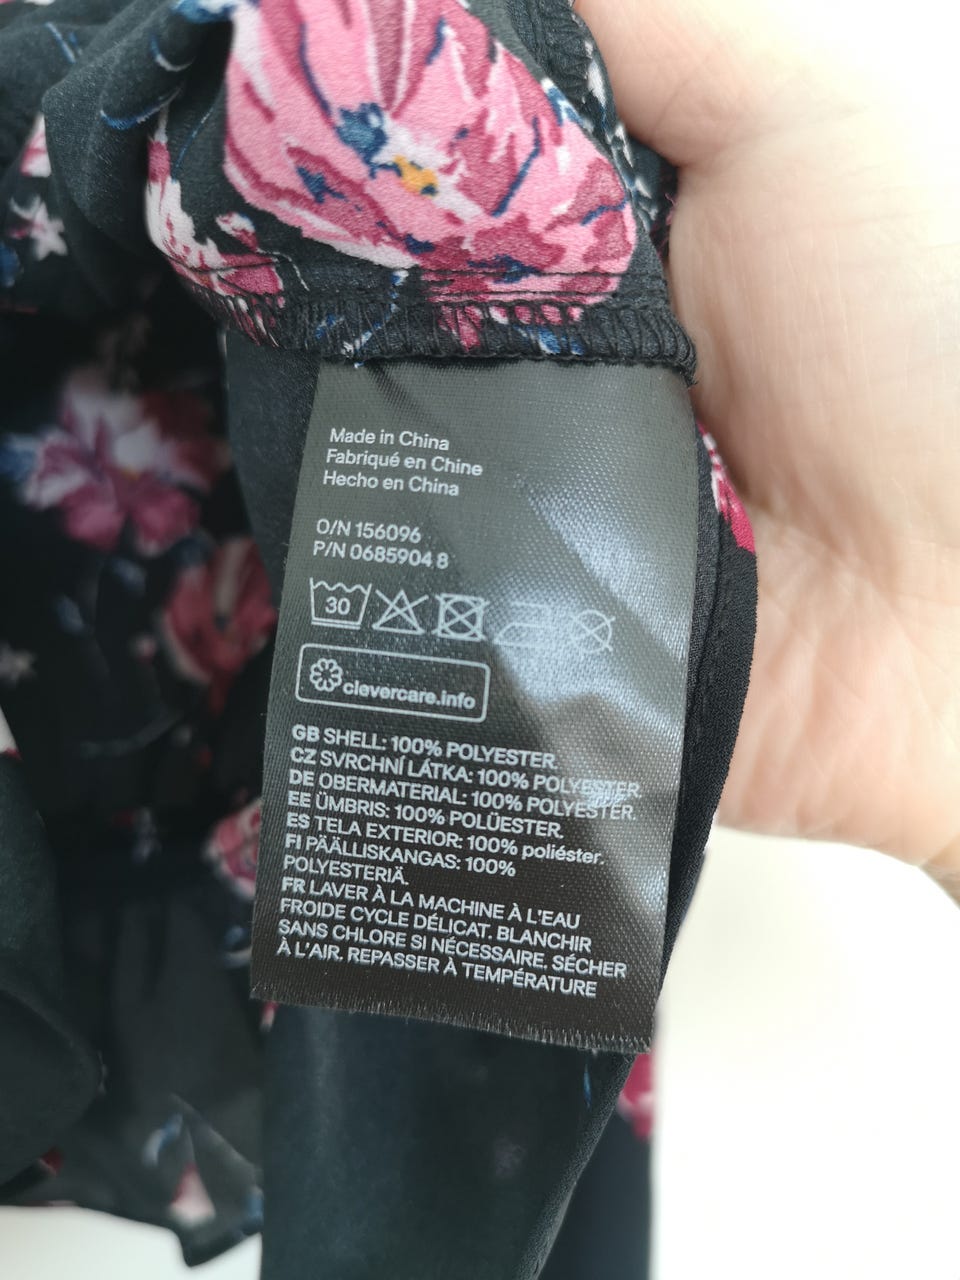 Made in China
Fabriqué en Chine
Hecho en China
O/N 156096
P/N 0685904 8
30
clevercare.info
GB SHELL: 100% POLYESTER.
CZ SVRCHNÍ LÁTKA: 100% POLYESTER.
DE OBERMATERIAL: 100% POLYESTER.
EE ÜMBRIS: 100% POLÜESTER.
ES TELA EXTERIOR: 100% poliéster.
FI PÄÄLLISKANGAS: 100%
POLYESTERIÄ.
FR LAVER À LA MACHINE À L'EAU
FROIDE CYCLE DÉLICAT. BLANCHIR
SANS CHLORE SI NÉCESSAIRE. SÉCHER
À L'AIR. REPASSER À TEMPÉRATURE